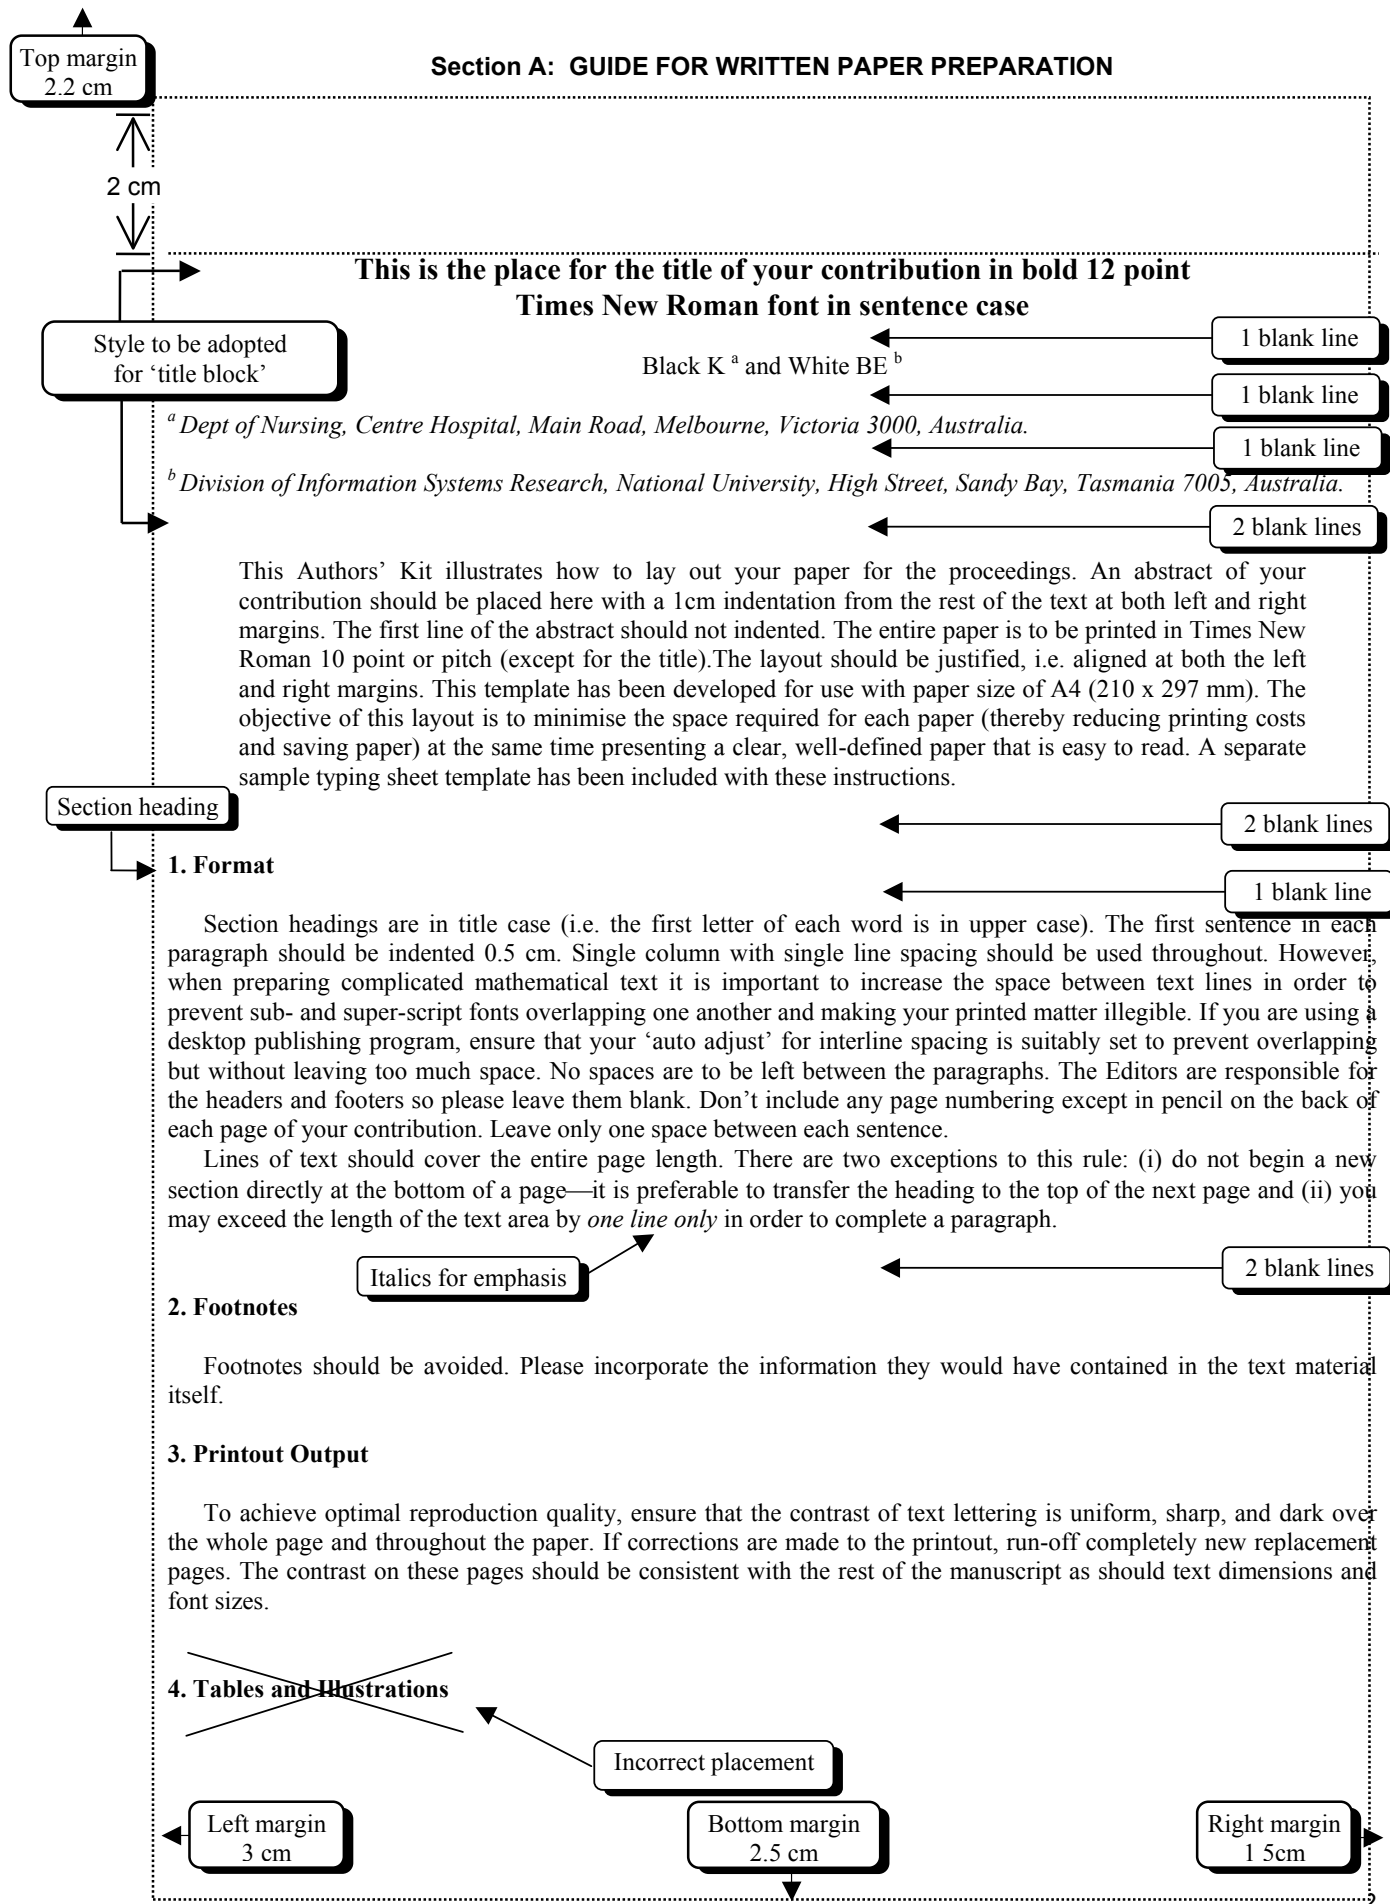 Top margin
2.2 cm
Section A: GUIDE FOR WRITTEN PAPER PREPARATION
2 cm
This is the place for the title of your contribution in bold 12 point
Times New Roman font in sentence case
Style to be adopted
for ‘title block’
1 blank line
Black K a and White BE b
1 blank line
a Dept of Nursing, Centre Hospital, Main Road, Melbourne, Victoria 3000, Australia.
1 blank line
b Division of Information Systems Research, National University, High Street, Sandy Bay, Tasmania 7005, Australia.
2 blank lines
This Authors’ Kit illustrates how to lay out your paper for the proceedings. An abstract of your
contribution should be placed here with a 1cm indentation from the rest of the text at both left and right
margins. The first line of the abstract should not indented. The entire paper is to be printed in Times New
Roman 10 point or pitch (except for the title).The layout should be justified, i.e. aligned at both the left
and right margins. This template has been developed for use with paper size of A4 (210 x 297 mm). The
objective of this layout is to minimise the space required for each paper (thereby reducing printing costs
and saving paper) at the same time presenting a clear, well-defined paper that is easy to read. A separate
sample typing sheet template has been included with these instructions.
Section heading
2 blank lines
1. Format
1 blank line
Section headings are in title case (i.e. the first letter of each word is in upper case). The first sentence in each
paragraph should be indented 0.5 cm. Single column with single line spacing should be used throughout. However,
when preparing complicated mathematical text it is important to increase the space between text lines in order to
prevent sub- and super-script fonts overlapping one another and making your printed matter illegible. If you are using a
desktop publishing program, ensure that your ‘auto adjust’ for interline spacing is suitably set to prevent overlapping
but without leaving too much space. No spaces are to be left between the paragraphs. The Editors are responsible for
the headers and footers so please leave them blank. Don’t include any page numbering except in pencil on the back of
each page of your contribution. Leave only one space between each sentence.
Lines of text should cover the entire page length. There are two exceptions to this rule: (i) do not begin a new
section directly at the bottom of a page—it is preferable to transfer the heading to the top of the next page and (ii) you
may exceed the length of the text area by one line only in order to complete a paragraph.
Italics for emphasis
2 blank lines
2. Footnotes
Footnotes should be avoided. Please incorporate the information they would have contained in the text material
itself.
3. Printout Output
To achieve optimal reproduction quality, ensure that the contrast of text lettering is uniform, sharp, and dark over
the whole page and throughout the paper. If corrections are made to the printout, run-off completely new replacement
pages. The contrast on these pages should be consistent with the rest of the manuscript as should text dimensions and
font sizes.
4. Tables and Illustrations
Incorrect placement
Left margin
3 cm
Bottom margin
2.5 cm
Right margin
1 5cm